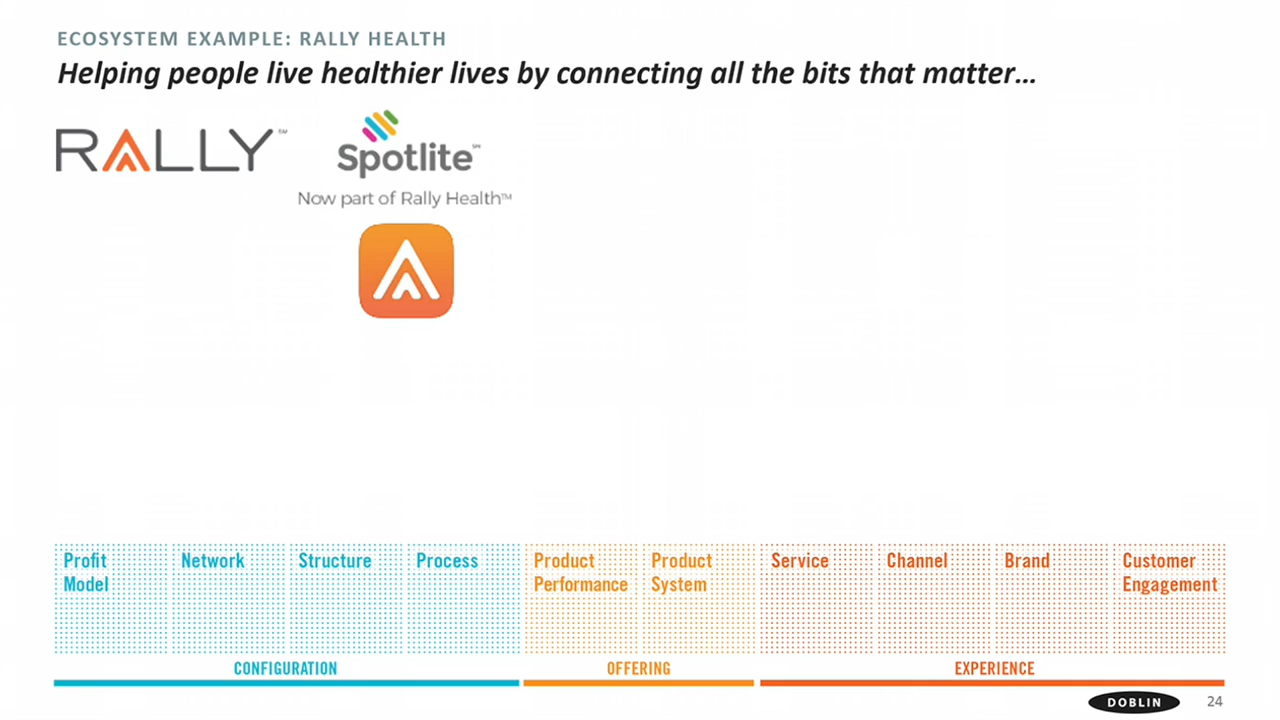 ECOSYSTEM EXAMPLE: RALLY HEALTH
Helping people live healthier lives by connecting all the bits that matter…
RALLY™
Spotlite℠
Now part of Rally Health™
Profit Model
Network
Structure
Process
Product Performance
Product System
Service
Channel
Brand
Customer Engagement
CONFIGURATION
OFFERING
EXPERIENCE
DOBLIN
24